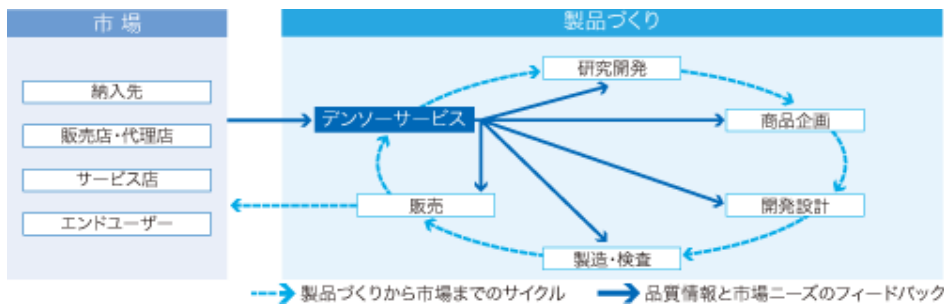 市場
納入先
販売店・代理店
サービス店
エンドユーザー
製品づくり
研究開発
デンソーサービス
商品企画
販売
開発設計
製造・検査
製品づくりから市場までのサイクル
品質情報と市場ニーズのフィードバック